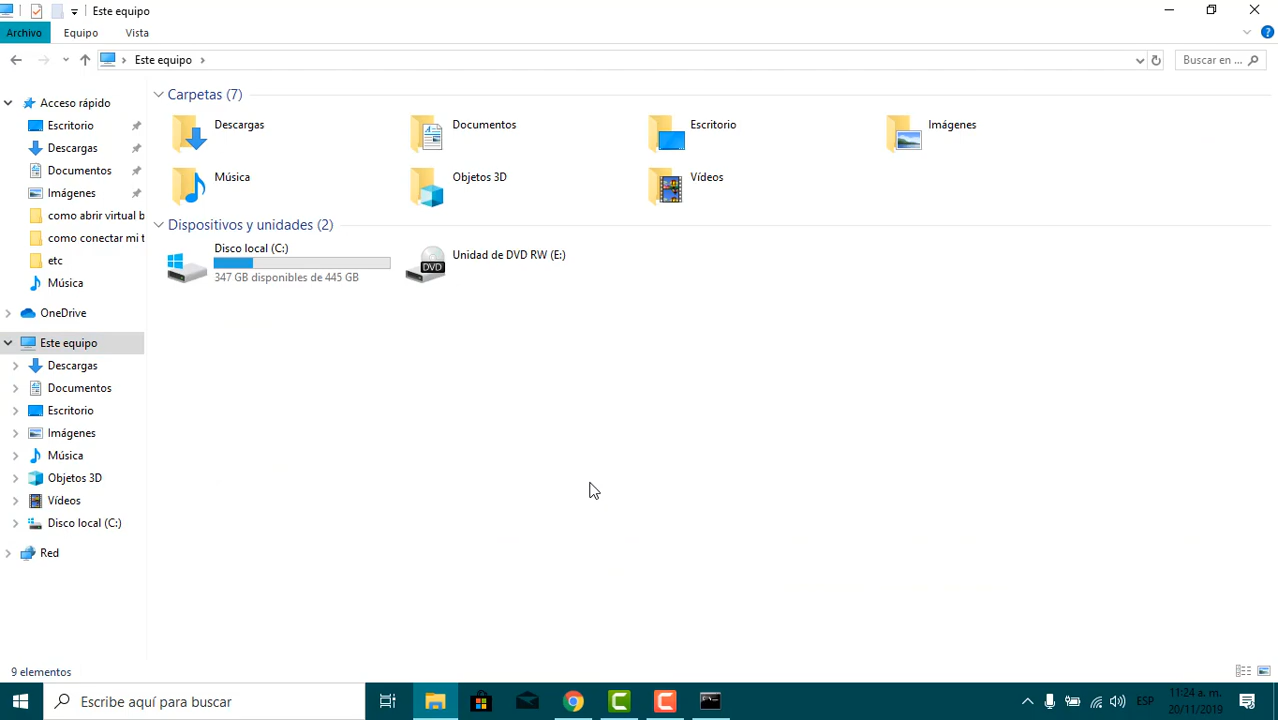 Este equipo
Archivo Equipo Vista
Este equipo
Buscar en ...
Acceso rápido
Escritorio
Descargas
Documentos
Imágenes
como abrir virtual b
como conectar mi t
etc
Música
OneDrive
Este equipo
Descargas
Documentos
Escritorio
Imágenes
Música
Objetos 3D
Vídeos
Disco local (C:)
Red
Carpetas (7)
Descargas
Documentos
Escritorio
Imágenes
Música
Objetos 3D
Vídeos
Dispositivos y unidades (2)
Disco local (C:)
347 GB disponibles de 445 GB
DVD
Unidad de DVD RW (E:)
9 elementos
Escribe aquí para buscar
ESP
11:24 a. m.
20/11/2019